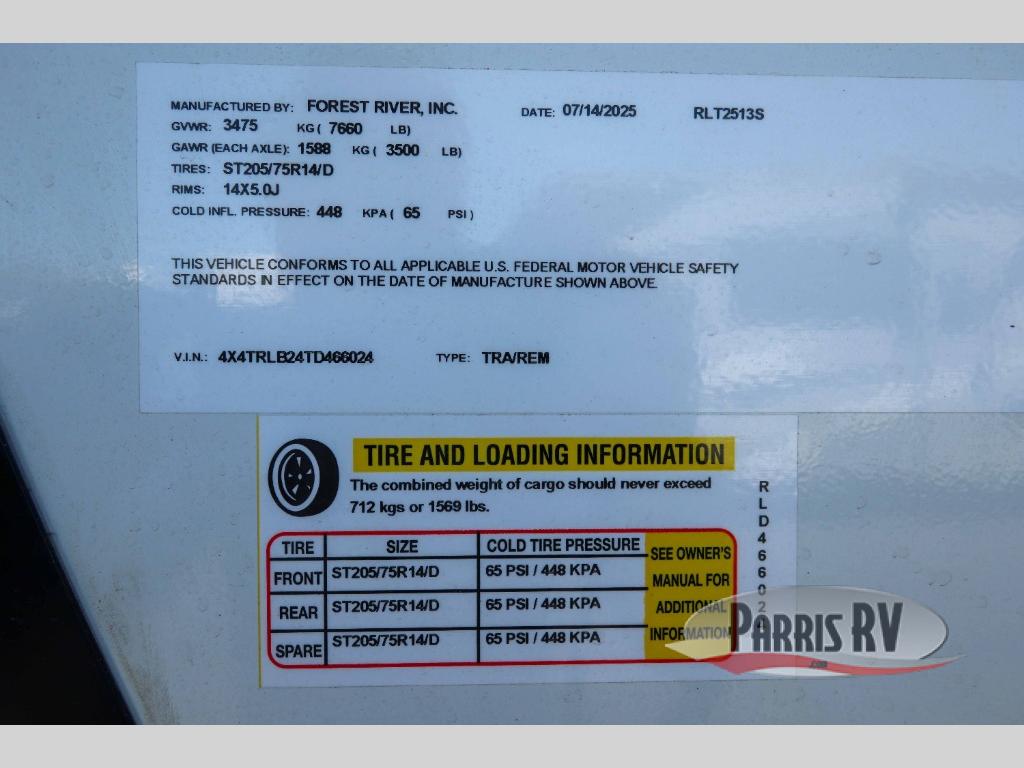 MANUFACTURED BY: FOREST RIVER, INC. DATE: 07/14/2025 RLT2513S
GVWR: 3475 KG ( 7660 LB)
GAWR (EACH AXLE): 1588 KG ( 3500 LB)
TIRES: ST205/75R14/D
RIMS: 14X5.0J
COLD INFL. PRESSURE: 448 KPA ( 65 PSI )
THIS VEHICLE CONFORMS TO ALL APPLICABLE U.S. FEDERAL MOTOR VEHICLE SAFETY
STANDARDS IN EFFECT ON THE DATE OF MANUFACTURE SHOWN ABOVE.
V.I.N.: 4X4TRLB24TD466024 TYPE: TRA/REM
TIRE AND LOADING INFORMATION
The combined weight of cargo should never exceed
712 kgs or 1569 lbs.
TIRE SIZE COLD TIRE PRESSURE
FRONT ST205/75R14/D 65 PSI / 448 KPA
REAR ST205/75R14/D 65 PSI / 448 KPA
SPARE ST205/75R14/D 65 PSI / 448 KPA
SEE OWNER'S
MANUAL FOR
ADDITIONAL
INFORMATION
RLD466024
PARRIS RV
.com